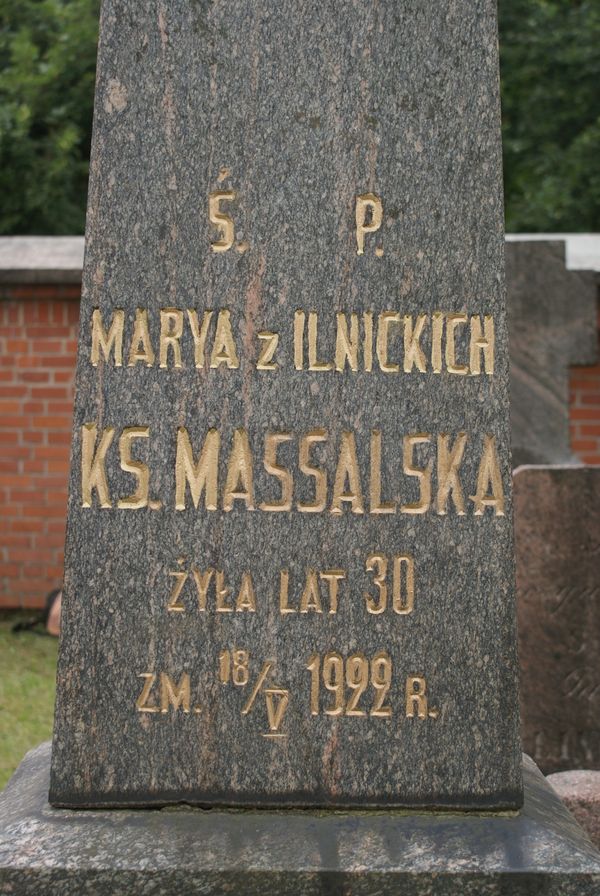 Ś. P.
MARYA z ILNICKICH
KS. MASSALSKA
ŻYŁA LAT 30
ZM. 18/V 1922 R.